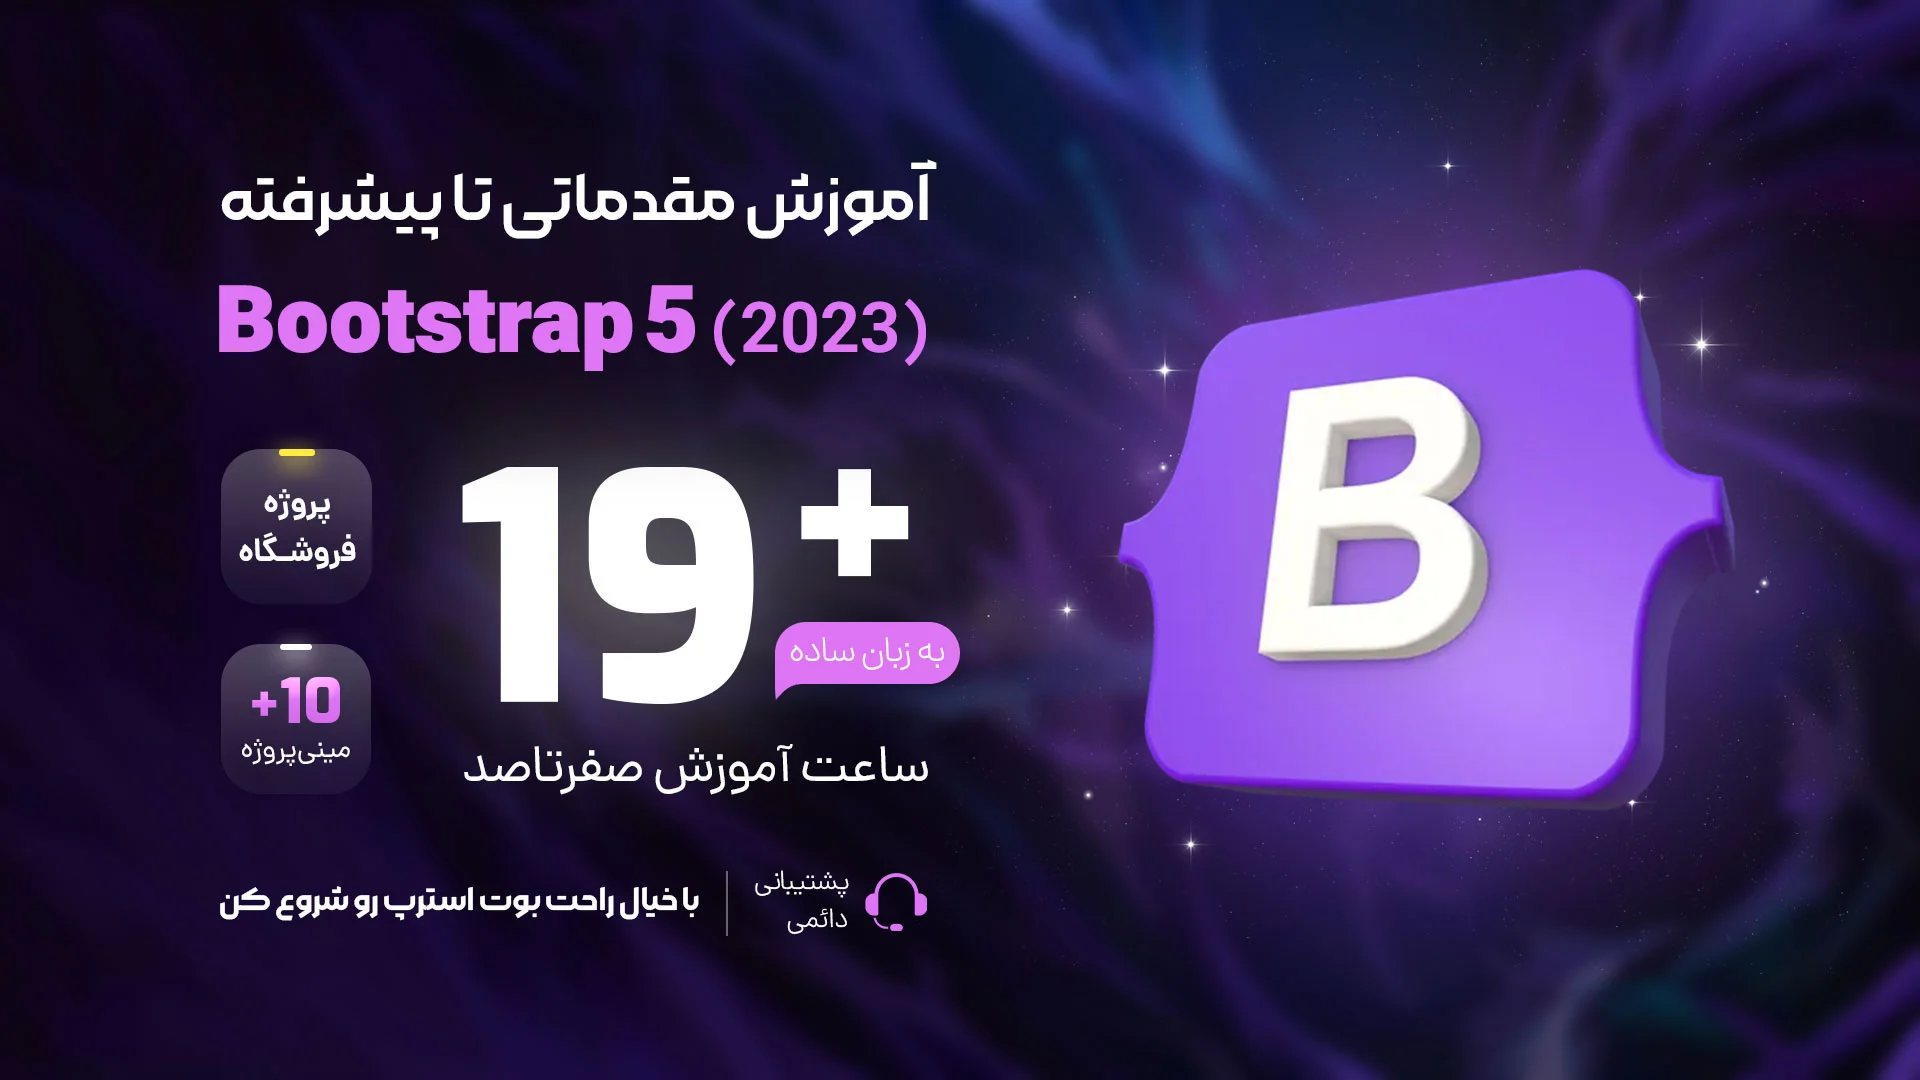 آموزش مقدماتی تا پیشرفته
Bootstrap 5 (2023)
19+
به زبان ساده
ساعت آموزش صفرتاصد
پروژه
فروشگاه
10+
مینی‌پروژه
پشتیبانی
دائمی
با خیال راحت بوت استرپ رو شروع کن
B